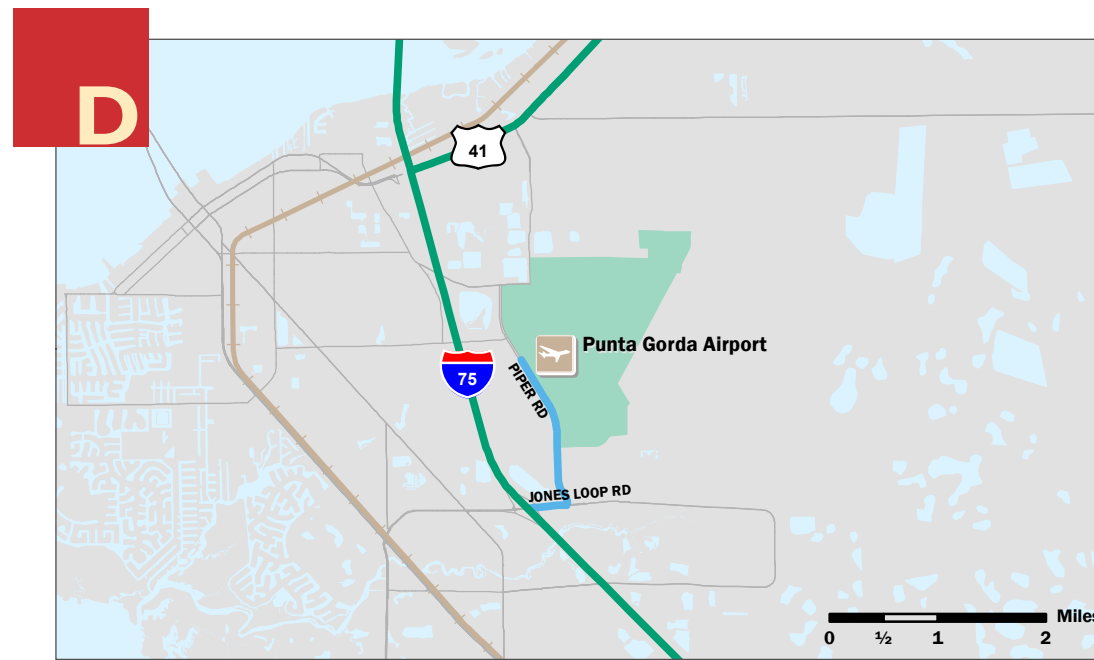 D
41
Punta Gorda Airport
75
PIPER RD
JONES LOOP RD
Miles
0 ½ 1 2